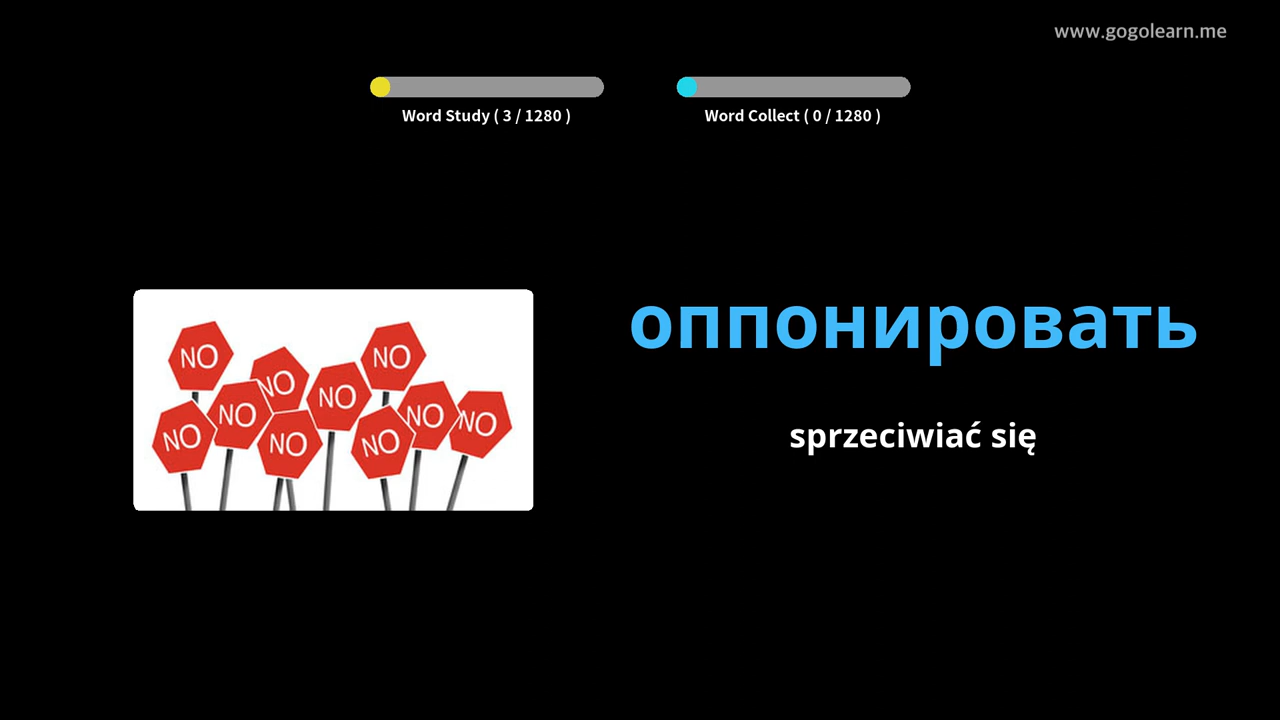 www.gogolearn.me
Word Study ( 3 / 1280 )
Word Collect ( 0 / 1280 )
оппонировать
sprzeciwiać się
NO
NO
NO
NO
NO
NO
NO
NO
NO
NO